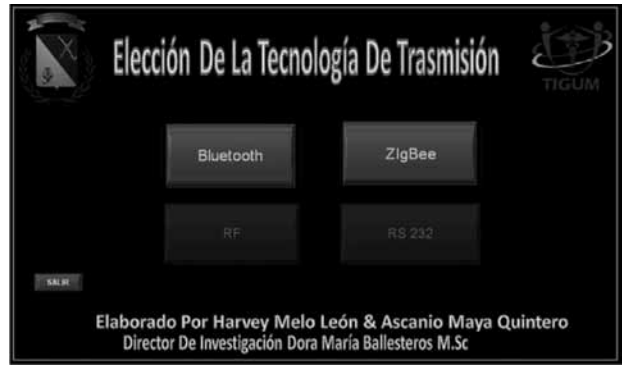 Elección De La Tecnología De Trasmisión
TIGUM
Bluetooth
ZIgBee
RF
RS 232
SALIR
Elaborado Por Harvey Melo León & Ascanio Maya Quintero
Director De Investigación Dora María Ballesteros M.Sc